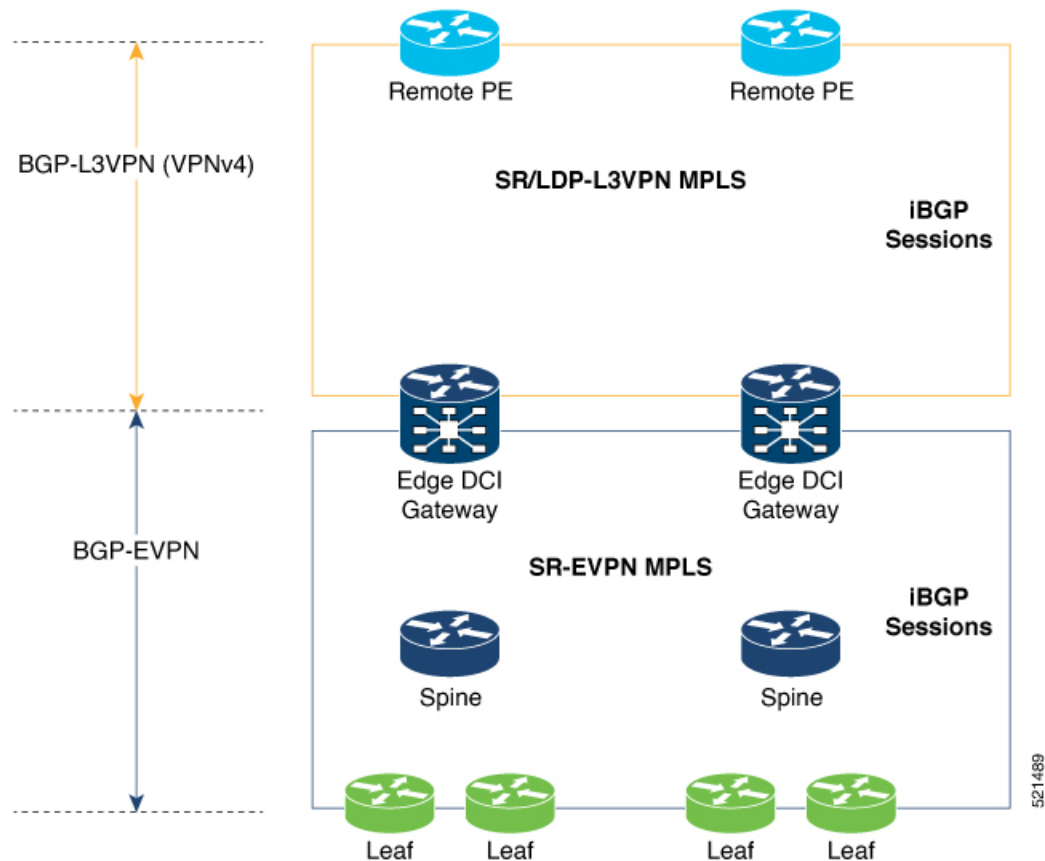 Remote PE
Remote PE
BGP-L3VPN (VPNv4)
SR/LDP-L3VPN MPLS
iBGP
Sessions
Edge DCI
Gateway
Edge DCI
Gateway
BGP-EVPN
SR-EVPN MPLS
iBGP
Sessions
Spine
Spine
Leaf
Leaf
Leaf
Leaf
521489